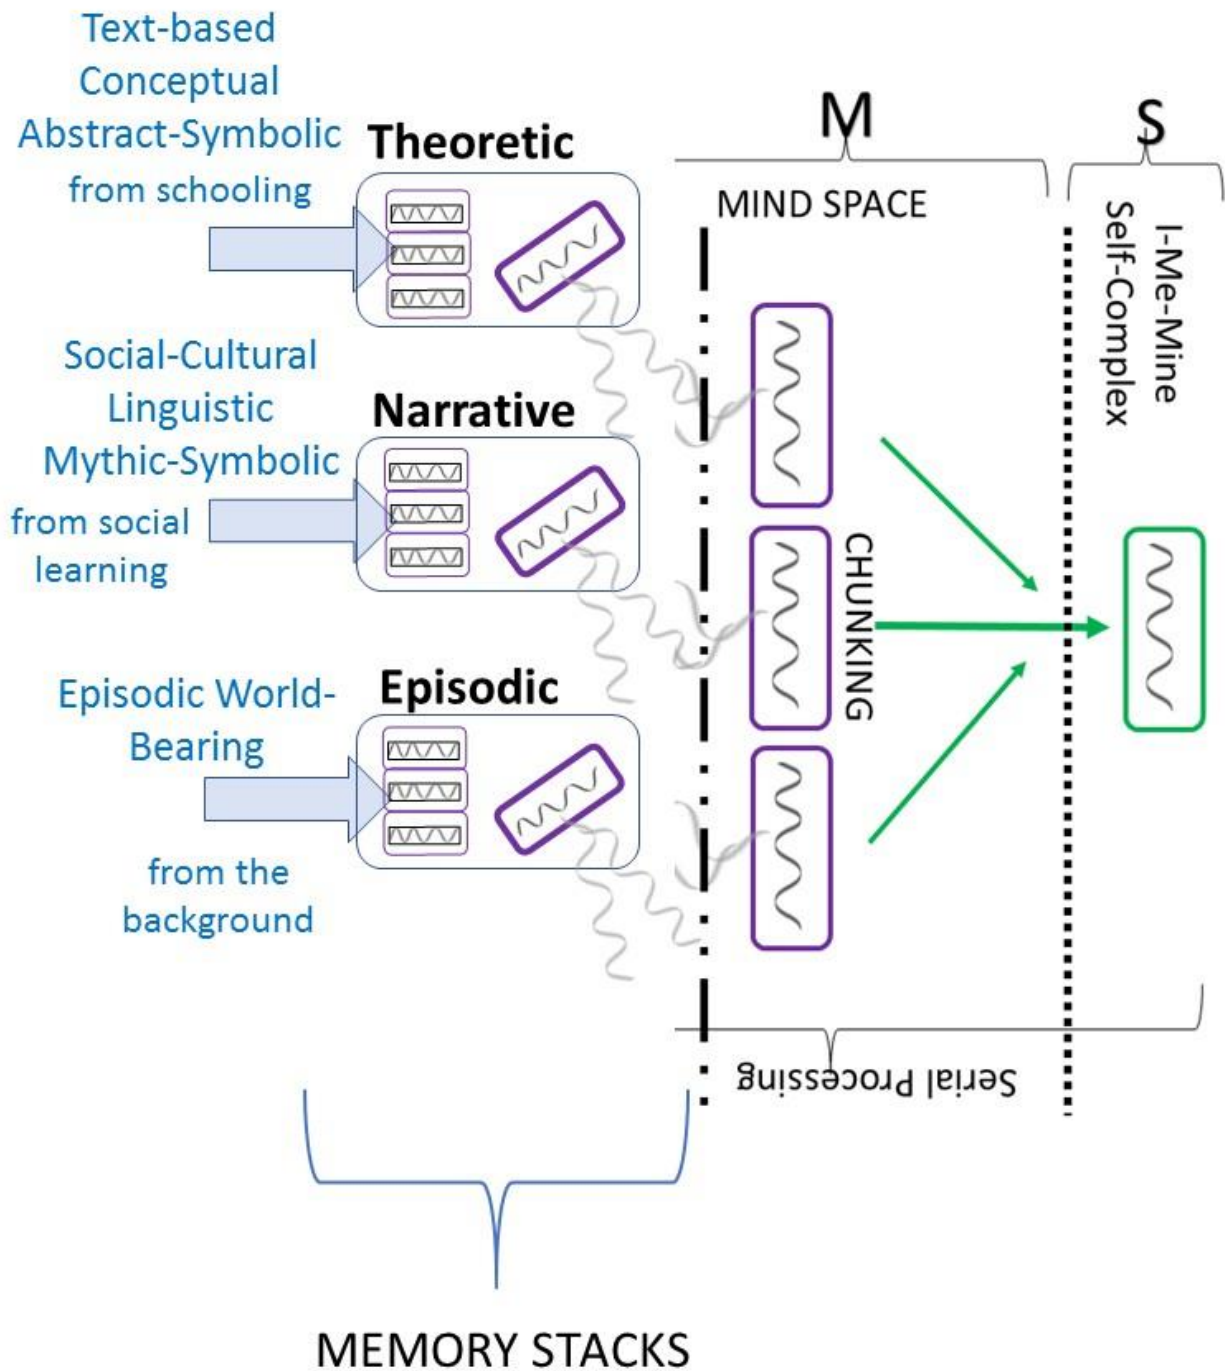 Text-based
Conceptual
Abstract-Symbolic
from schooling
Theoretic
Social-Cultural
Linguistic
Mythic-Symbolic
from social
learning
Narrative
Episodic World-
Bearing
from the
background
Episodic
M
MIND SPACE
CHUNKING
S
I-Me-Mine
Self-Complex
Serial Processing
MEMORY STACKS